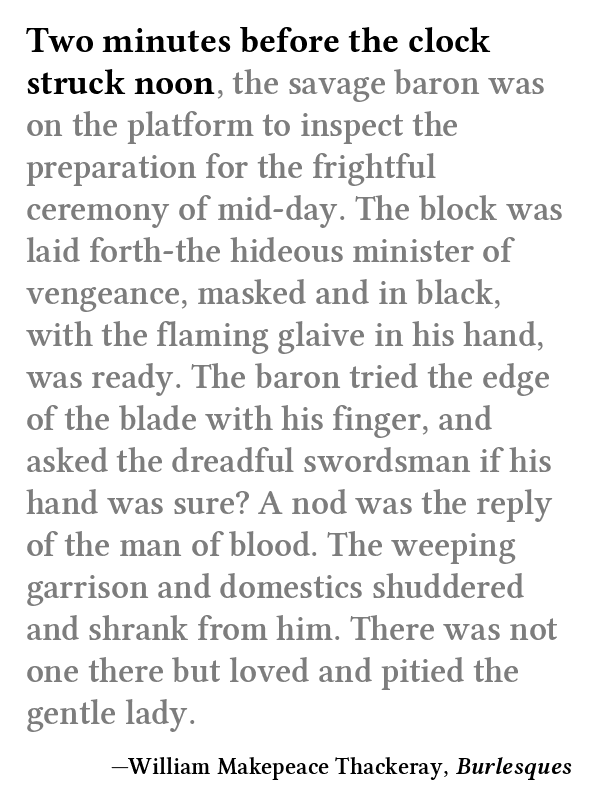 Two minutes before the clock
struck noon, the savage baron was
on the platform to inspect the
preparation for the frightful
ceremony of mid-day. The block was
laid forth-the hideous minister of
vengeance, masked and in black,
with the flaming glaive in his hand,
was ready. The baron tried the edge
of the blade with his finger, and
asked the dreadful swordsman if his
hand was sure? A nod was the reply
of the man of blood. The weeping
garrison and domestics shuddered
and shrank from him. There was not
one there but loved and pitied the
gentle lady.
—William Makepeace Thackeray, Burlesques